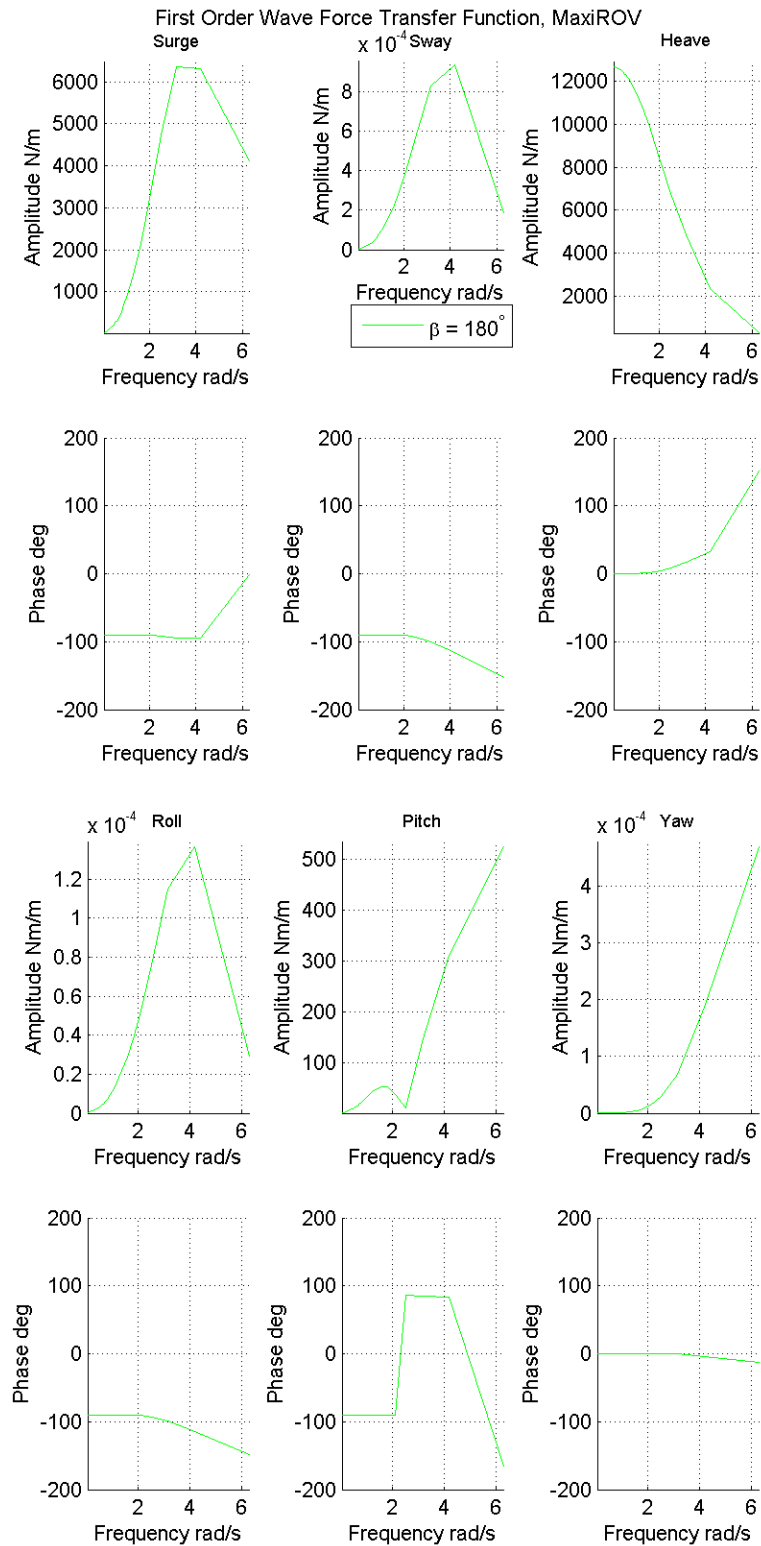 First Order Wave Force Transfer Function, MaxiROV
Surge
6000
5000
4000
3000
2000
1000
2 4 6
Amplitude N/m
Frequency rad/s
x 10^-4 Sway
8
6
4
2
0
2 4 6
Amplitude N/m
Frequency rad/s
β = 180°
Heave
12000
10000
8000
6000
4000
2000
2 4 6
Amplitude N/m
Frequency rad/s
200
100
0
-100
-200
2 4 6
Phase deg
Frequency rad/s
200
100
0
-100
-200
2 4 6
Phase deg
Frequency rad/s
200
100
0
-100
-200
2 4 6
Phase deg
Frequency rad/s
x 10^-4 Roll
1.2
1
0.8
0.6
0.4
0.2
0
2 4 6
Amplitude Nm/m
Frequency rad/s
Pitch
500
400
300
200
100
2 4 6
Amplitude Nm/m
Frequency rad/s
x 10^-4 Yaw
4
3
2
1
0
2 4 6
Amplitude Nm/m
Frequency rad/s
200
100
0
-100
-200
2 4 6
Phase deg
Frequency rad/s
200
100
0
-100
-200
2 4 6
Phase deg
Frequency rad/s
200
100
0
-100
-200
2 4 6
Phase deg
Frequency rad/s